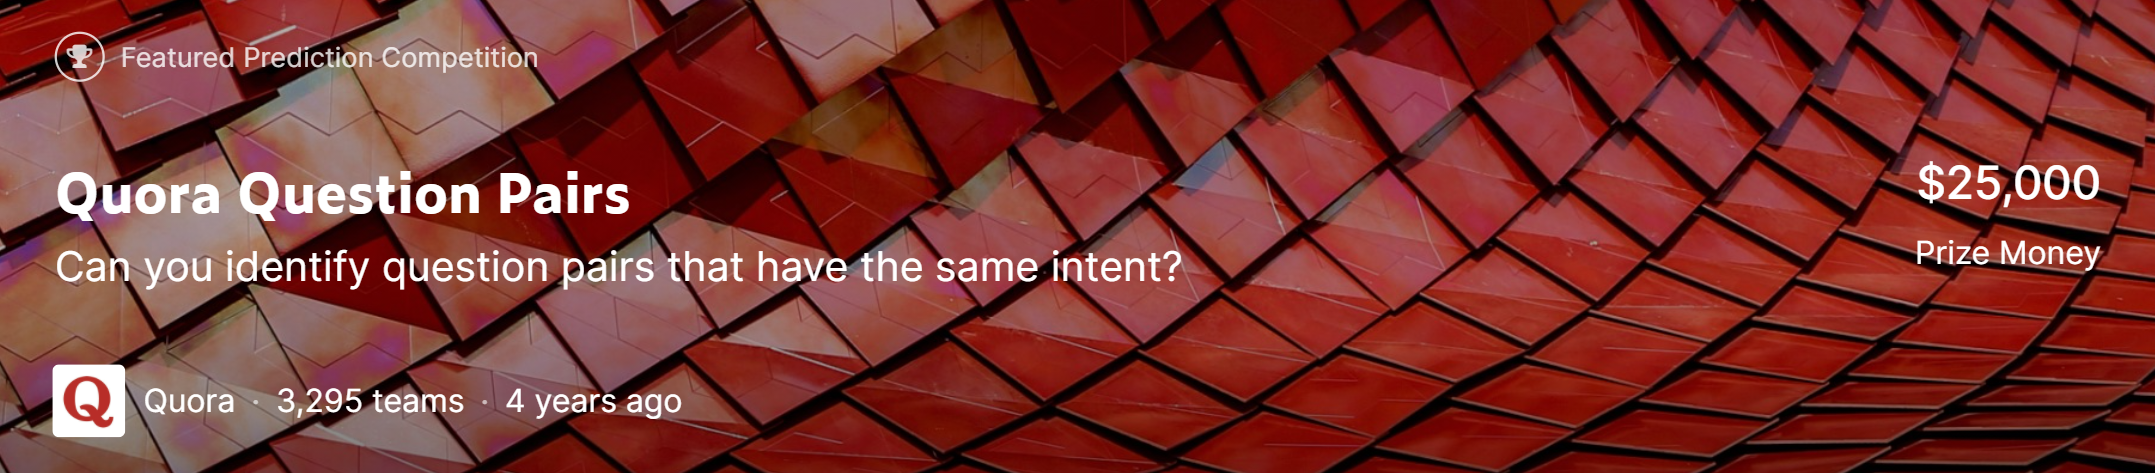 Featured Prediction Competition
Quora Question Pairs
Can you identify question pairs that have the same intent?
$25,000
Prize Money
Q
Quora · 3,295 teams · 4 years ago